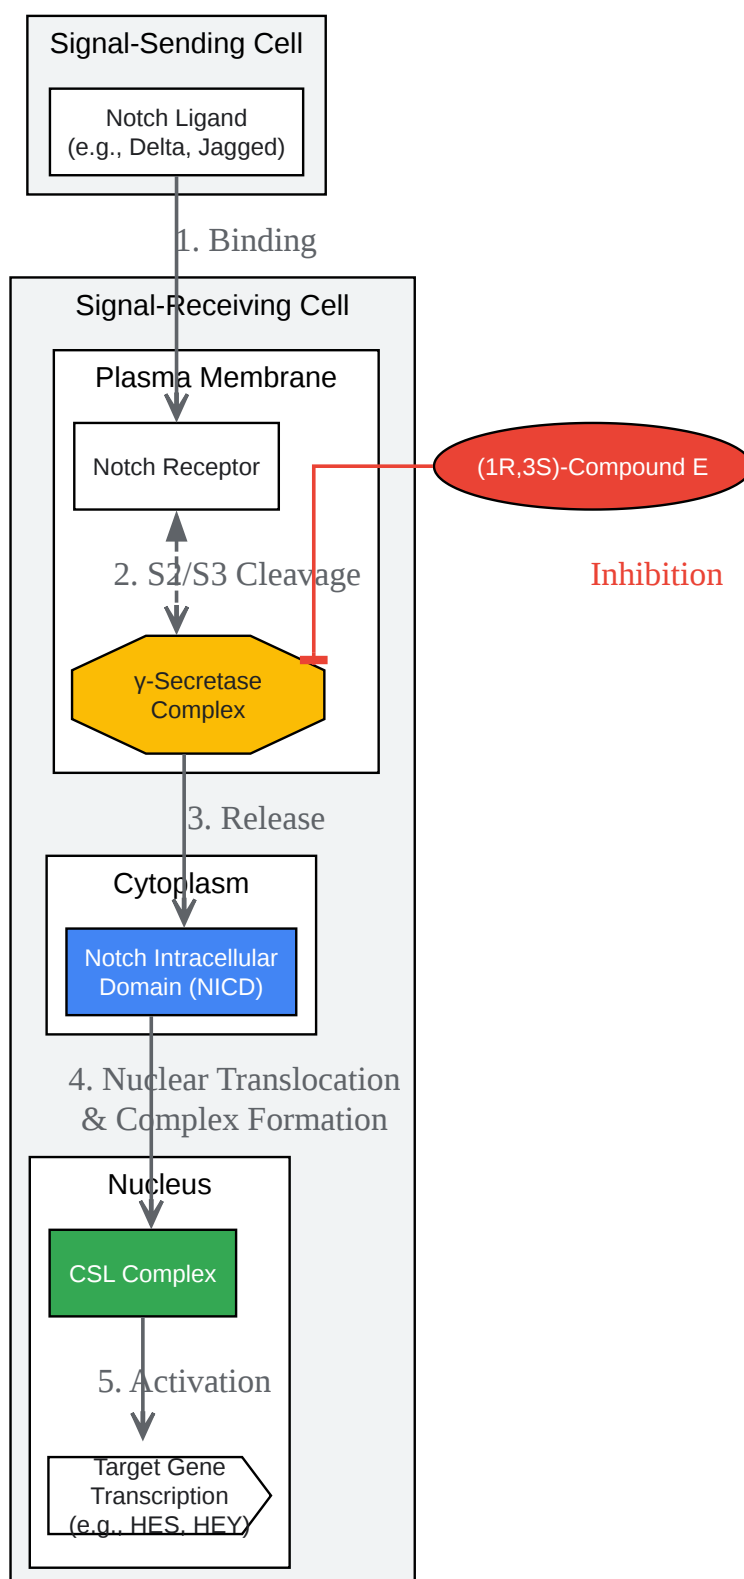 Signal-Sending Cell
Notch Ligand
(e.g., Delta, Jagged)
1. Binding
Signal-Receiving Cell
Plasma Membrane
Notch Receptor
(1R,3S)-Compound E
2. S2/S3 Cleavage
Inhibition
γ-Secretase
Complex
3. Release
Cytoplasm
Notch Intracellular
Domain (NICD)
4. Nuclear Translocation
& Complex Formation
Nucleus
CSL Complex
5. Activation
Target Gene
Transcription
(e.g., HES, HEY)